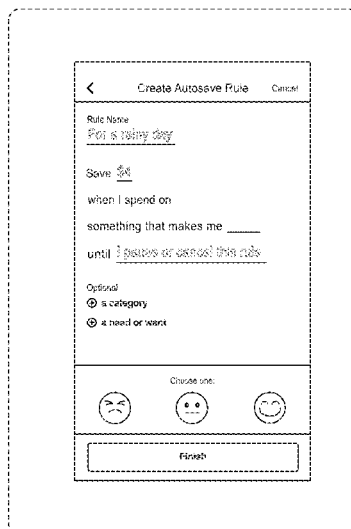 Create Autosave Rule Cancel
Rule Name
For a rainy day
Save $4
when I spend on
something that makes me
until I pause or cancel this rule
Optional
a category
a need or want
Choose one:
Finish